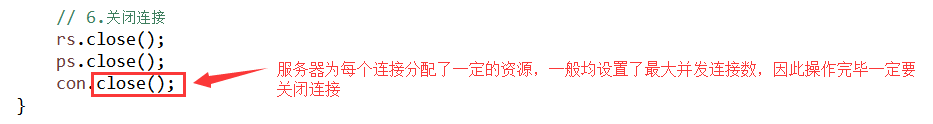 // 6.关闭连接
rs.close();
ps.close();
con.close();
服务器为每个连接分配了一定的资源，一般均设置了最大并发连接数，因此操作完毕一定要
关闭连接
}